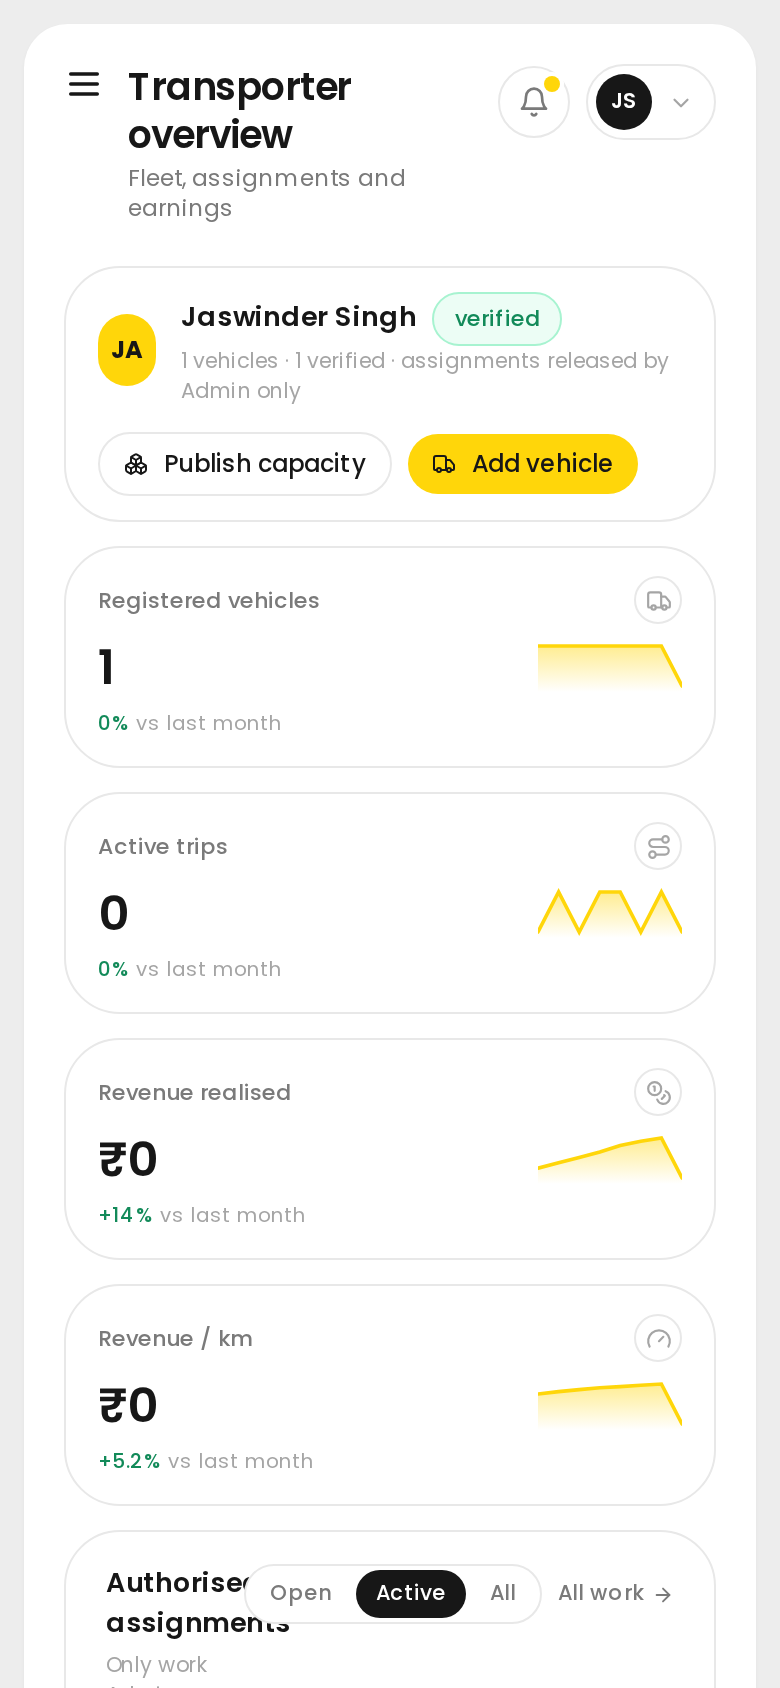 Transporter
overview
Fleet, assignments and
earnings
JS
JA
Jaswinder Singh verified
1 vehicles · 1 verified · assignments released by
Admin only
Publish capacity Add vehicle
Registered vehicles
1
0% vs last month
Active trips
0
0% vs last month
Revenue realised
₹0
+14% vs last month
Revenue / km
₹0
+5.2% vs last month
Authorised
assignments
Open Active All All work →
Only work